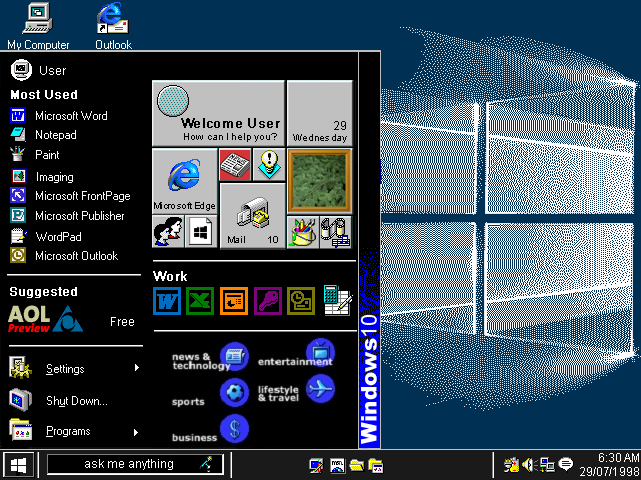 My Computer
Outlook
User
Most Used
Microsoft Word
Notepad
Paint
Imaging
Microsoft FrontPage
Microsoft Publisher
WordPad
Microsoft Outlook
Suggested
AOL
Preview
Free
Settings
Shut Down...
Programs
Welcome User
How can I help you?
29
Wednesday
Microsoft Edge
Mail 10
Work
news &
technology
entertainment
sports
lifestyle
& travel
business
Windows10
ask me anything
6:30 AM
29/07/1998